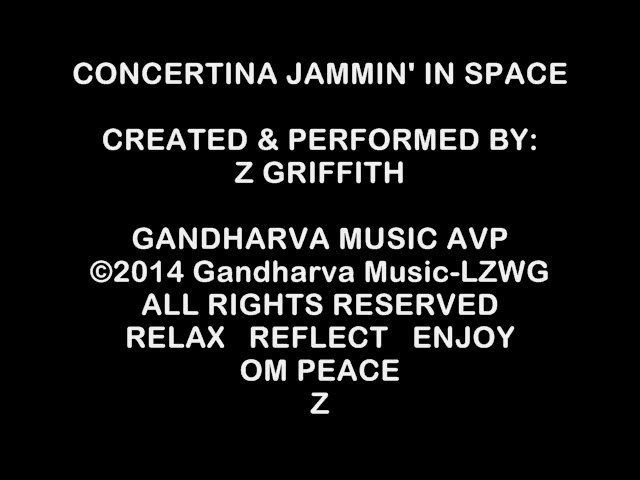 CONCERTINA JAMMIN' IN SPACE
CREATED & PERFORMED BY:
Z GRIFFITH
GANDHARVA MUSIC AVP
©2014 Gandharva Music-LZWG
ALL RIGHTS RESERVED
RELAX REFLECT ENJOY
OM PEACE
Z